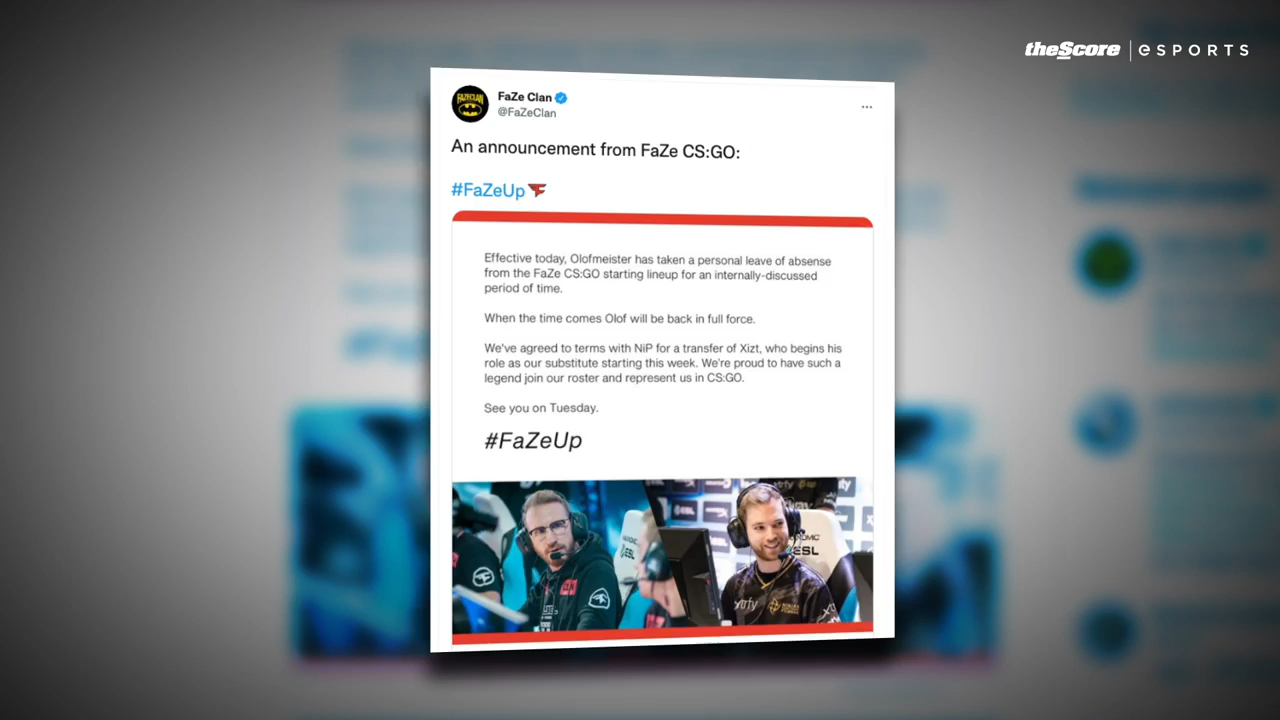 theScore | eSPORTS
FAZECLAN
FaZe Clan
@FaZeClan
An announcement from FaZe CS:GO:
#FaZeUp
Effective today, Olofmeister has taken a personal leave of absense
from the FaZe CS:GO starting lineup for an internally-discussed
period of time.
When the time comes Olof will be back in full force.
We've agreed to terms with NiP for a transfer of Xizt, who begins his
role as our substitute starting this week. We're proud to have such a
legend join our roster and represent us in CS:GO.
See you on Tuesday.
#FaZeUp
ESL
ESL
xtrfy